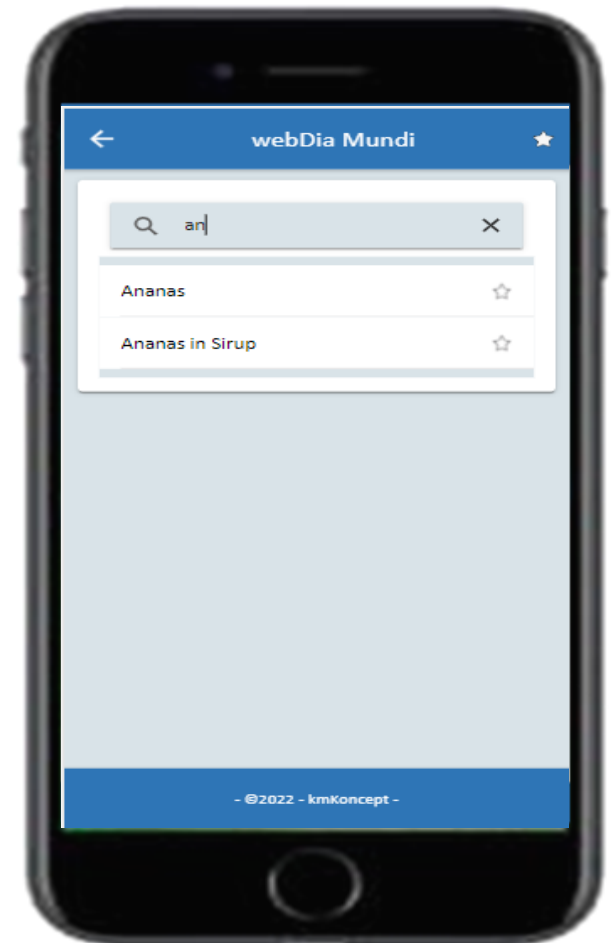 webDia Mundi
an
Ananas
Ananas in Sirup
- ©2022 - kmKoncept -